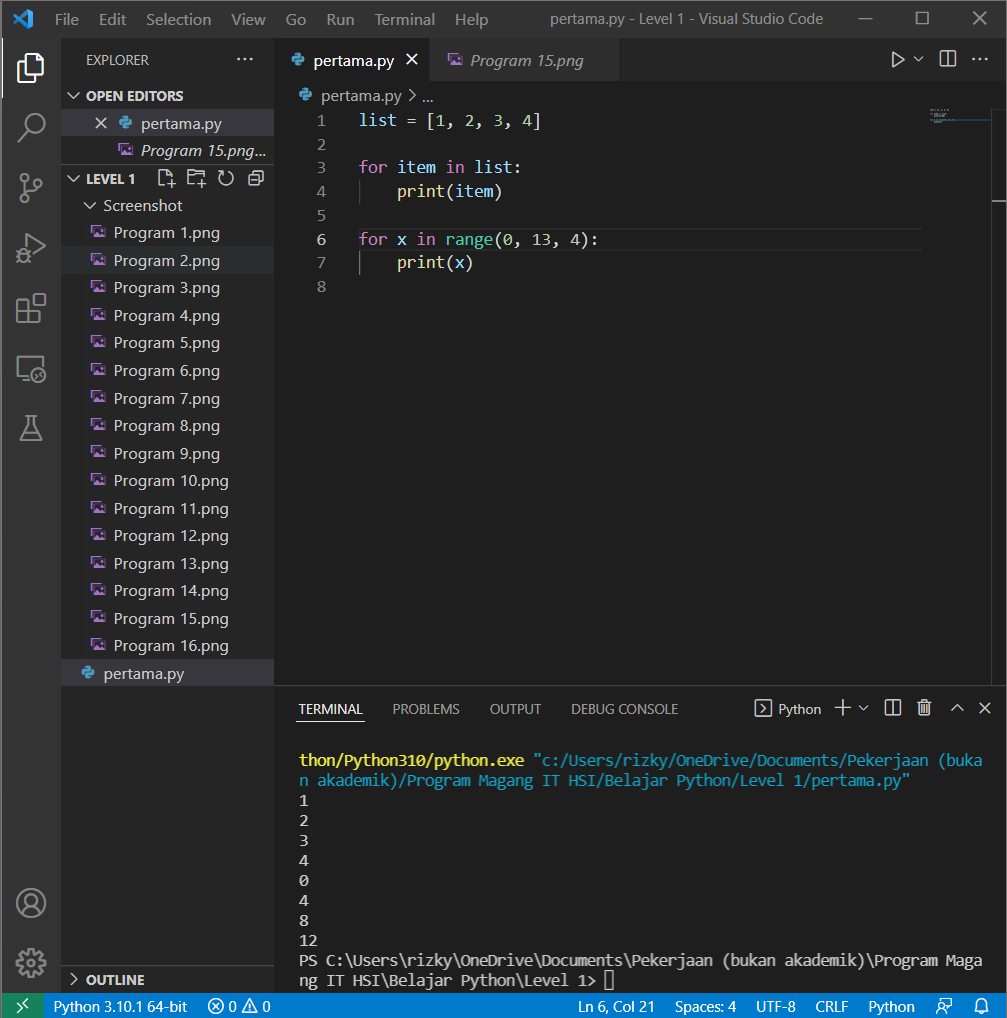 File Edit Selection View Go Run Terminal Help pertama.py - Level 1 - Visual Studio Code
EXPLORER
OPEN EDITORS
pertama.py
Program 15.png...
LEVEL 1
Screenshot
Program 1.png
Program 2.png
Program 3.png
Program 4.png
Program 5.png
Program 6.png
Program 7.png
Program 8.png
Program 9.png
Program 10.png
Program 11.png
Program 12.png
Program 13.png
Program 14.png
Program 15.png
Program 16.png
pertama.py
OUTLINE
pertama.py Program 15.png
pertama.py > ...
1 list = [1, 2, 3, 4]
2
3 for item in list:
4     print(item)
5
6 for x in range(0, 13, 4):
7     print(x)
8
TERMINAL PROBLEMS OUTPUT DEBUG CONSOLE Python
thon/Python310/python.exe "c:/Users/rizky/OneDrive/Documents/Pekerjaan (buka
n akademik)/Program Magang IT HSI/Belajar Python/Level 1/pertama.py"
1
2
3
4
0
4
8
12
PS C:\Users\rizky\OneDrive\Documents\Pekerjaan (bukan akademik)\Program Maga
ng IT HSI\Belajar Python\Level 1>
Python 3.10.1 64-bit 0 0 Ln 6, Col 21 Spaces: 4 UTF-8 CRLF Python